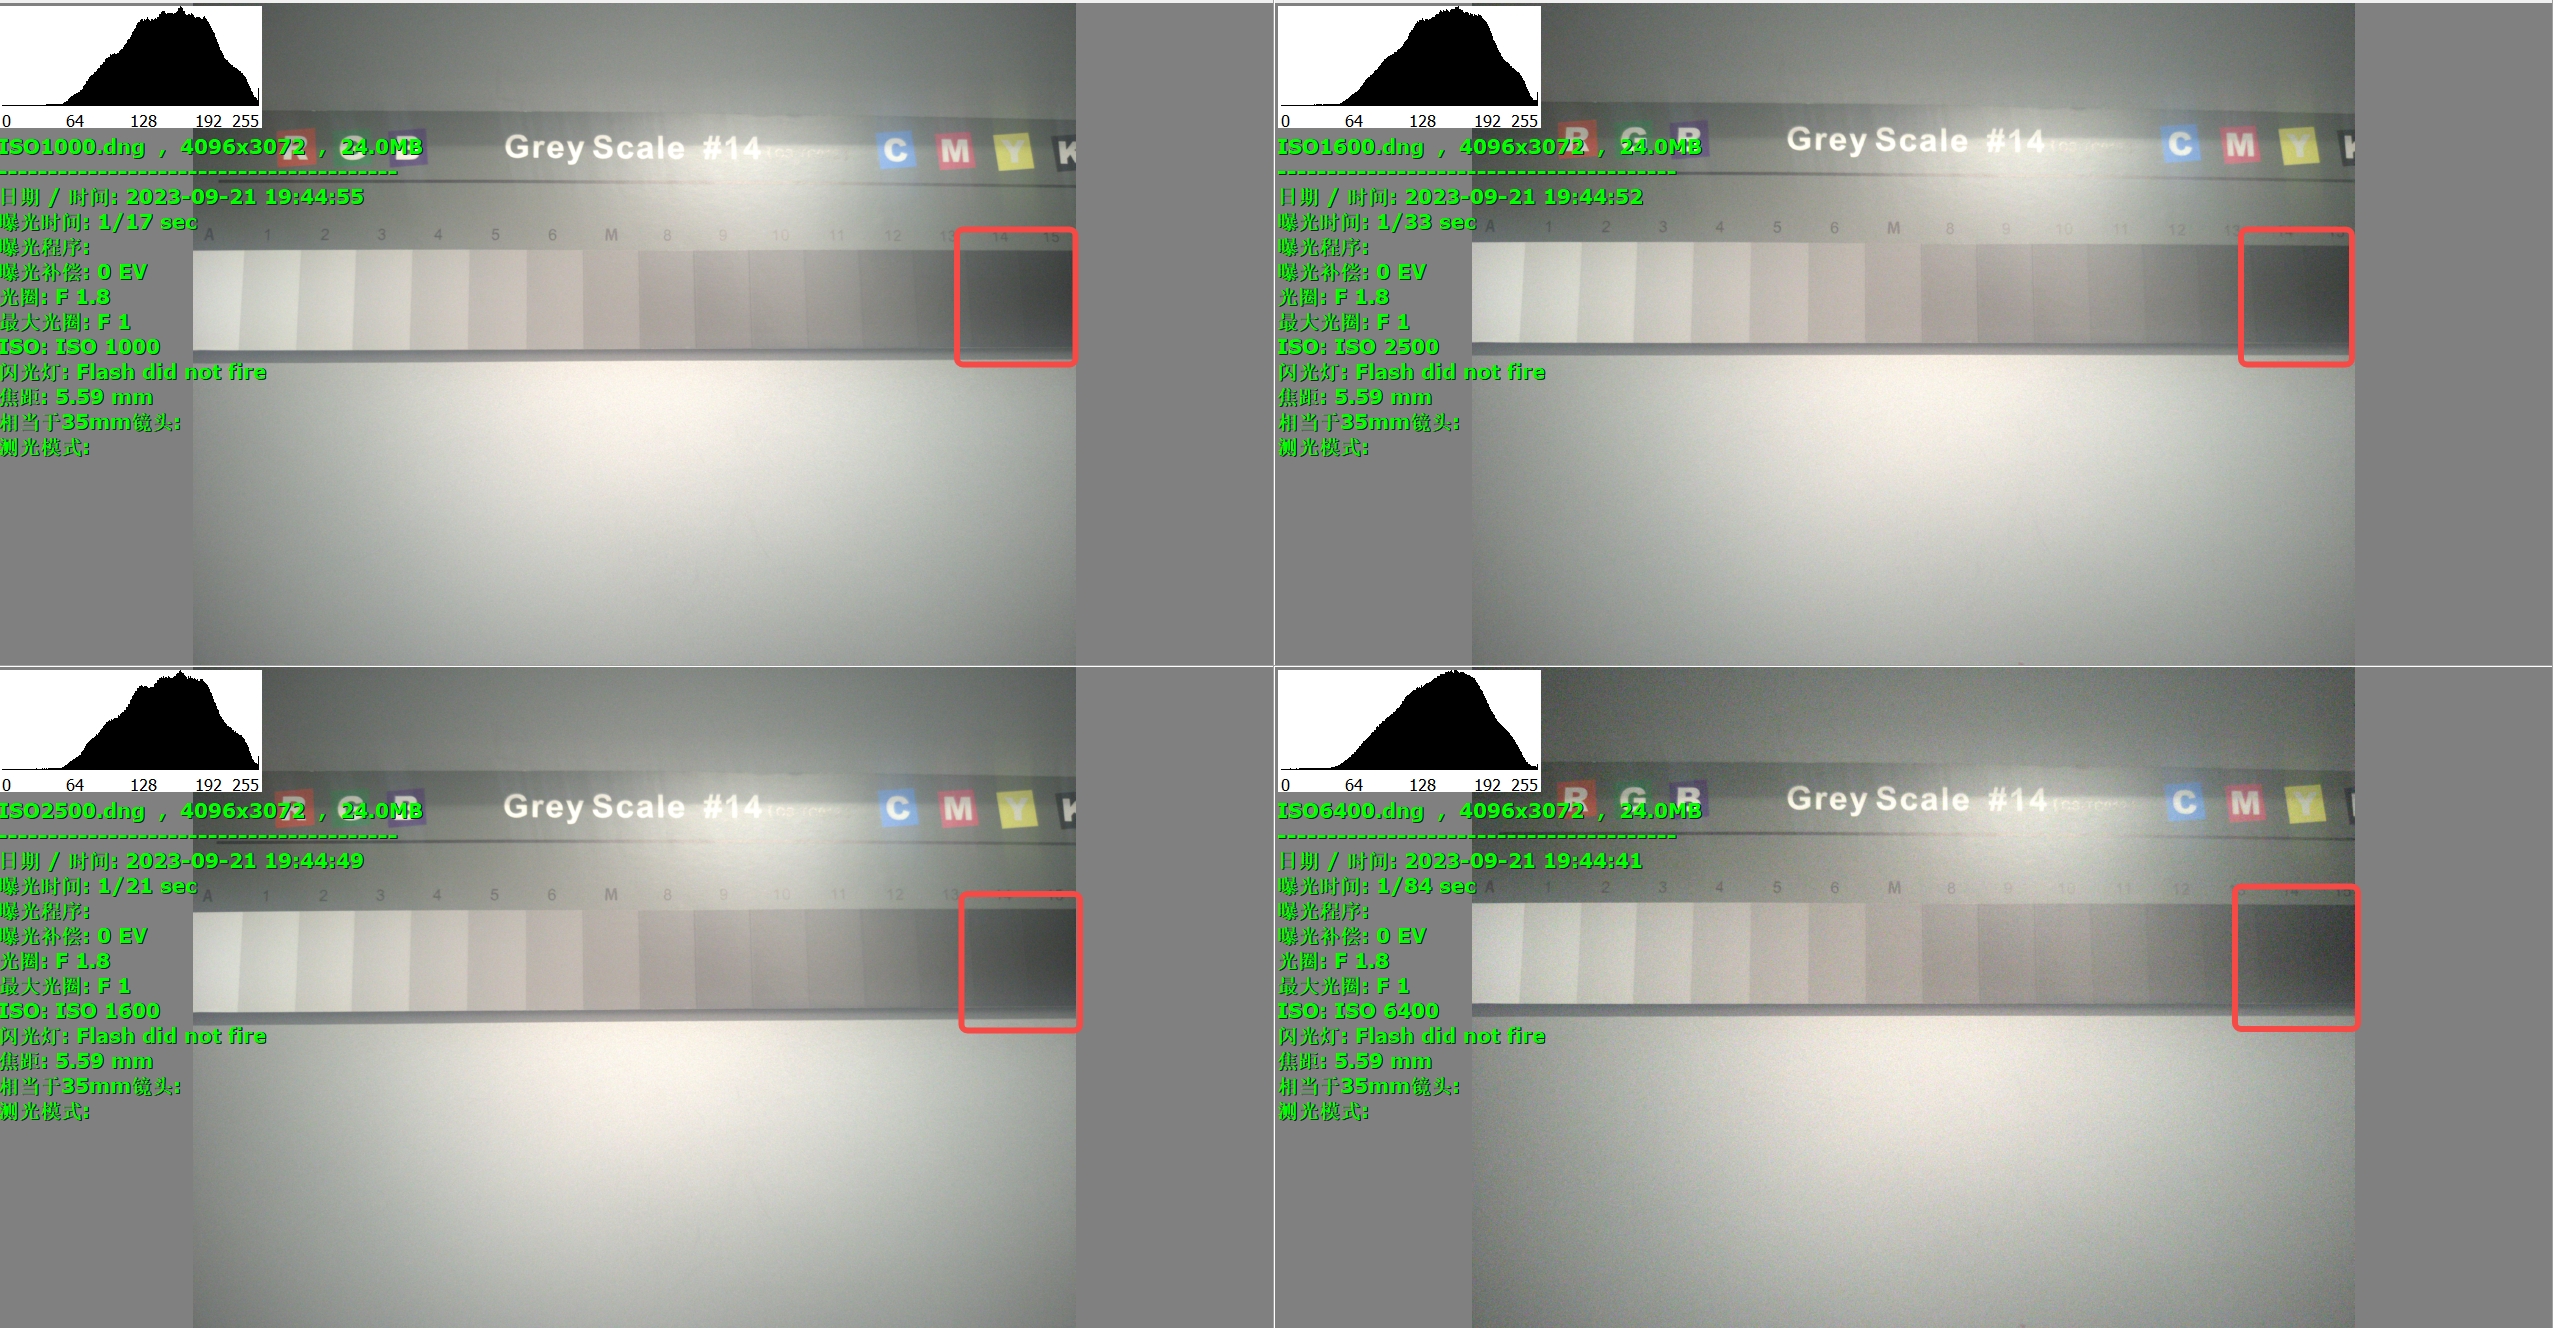 0 64 128 192 255
ISO1000.dng , 4096x3072 , 24.0MB
R G B Grey Scale #14 C M Y K
----------------------------------------
日期 / 时间: 2023-09-21 19:44:55
曝光时间: 1/17 sec
A 1 2 3 4 5 6 M 8 9 10 11 12 13 14 15
曝光程序:
曝光补偿: 0 EV
光圈: F 1.8
最大光圈: F 1
ISO: ISO 1000
闪光灯: Flash did not fire
焦距: 5.59 mm
相当于35mm镜头:
测光模式:
0 64 128 192 255
ISO1600.dng , 4096x3072 , 24.0MB
R G B Grey Scale #14 C M Y K
----------------------------------------
日期 / 时间: 2023-09-21 19:44:52
曝光时间: 1/33 sec
A 1 2 3 4 5 6 M 8 9 10 11 12 13 14 15
曝光程序:
曝光补偿: 0 EV
光圈: F 1.8
最大光圈: F 1
ISO: ISO 2500
闪光灯: Flash did not fire
焦距: 5.59 mm
相当于35mm镜头:
测光模式:
0 64 128 192 255
ISO2500.dng , 4096x3072 , 24.0MB
R G B Grey Scale #14 C M Y K
----------------------------------------
日期 / 时间: 2023-09-21 19:44:49
曝光时间: 1/21 sec
A 1 2 3 4 5 6 M 8 9 10 11 12 13 14 15
曝光程序:
曝光补偿: 0 EV
光圈: F 1.8
最大光圈: F 1
ISO: ISO 1600
闪光灯: Flash did not fire
焦距: 5.59 mm
相当于35mm镜头:
测光模式:
0 64 128 192 255
ISO6400.dng , 4096x3072 , 24.0MB
R G B Grey Scale #14 C M Y K
----------------------------------------
日期 / 时间: 2023-09-21 19:44:41
曝光时间: 1/84 sec
A 1 2 3 4 5 6 M 8 9 10 11 12 13 14 15
曝光程序:
曝光补偿: 0 EV
光圈: F 1.8
最大光圈: F 1
ISO: ISO 6400
闪光灯: Flash did not fire
焦距: 5.59 mm
相当于35mm镜头:
测光模式: